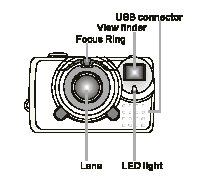 USB connector
View finder
Focus Ring
Lens
LED light